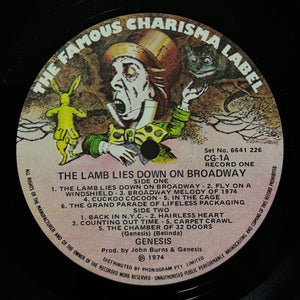 THE FAMOUS CHARISMA LABEL
Set No. 6641 226
CG-1A
RECORD ONE
THE LAMB LIES DOWN ON BROADWAY
SIDE ONE
1. THE LAMB LIES DOWN ON BROADWAY - 2. FLY ON A
WINDSHIELD - 3. BROADWAY MELODY OF 1974
4. CUCKOO COCOON - 5. IN THE CAGE
6. THE GRAND PARADE OF LIFELESS PACKAGING
SIDE TWO
1. BACK IN N.Y.C. - 2. HAIRLESS HEART
3. COUNTING OUT TIME - 5. CARPET CRAWL
5. THE CHAMBER OF 32 DOORS
(Genesis) (Belinda)
GENESIS
Prod. by John Burns & Genesis
℗ 1974
DISTRIBUTED BY PHONOGRAM PTY. LIMITED
ALL RIGHTS OF THE MANUFACTURER AND OF THE OWNER OF THE RECORDED WORK RESERVED - UNAUTHORISED PUBLIC PERFORMANCE, BROADCASTING AND COPYING OF THIS RECORD PROHIBITED